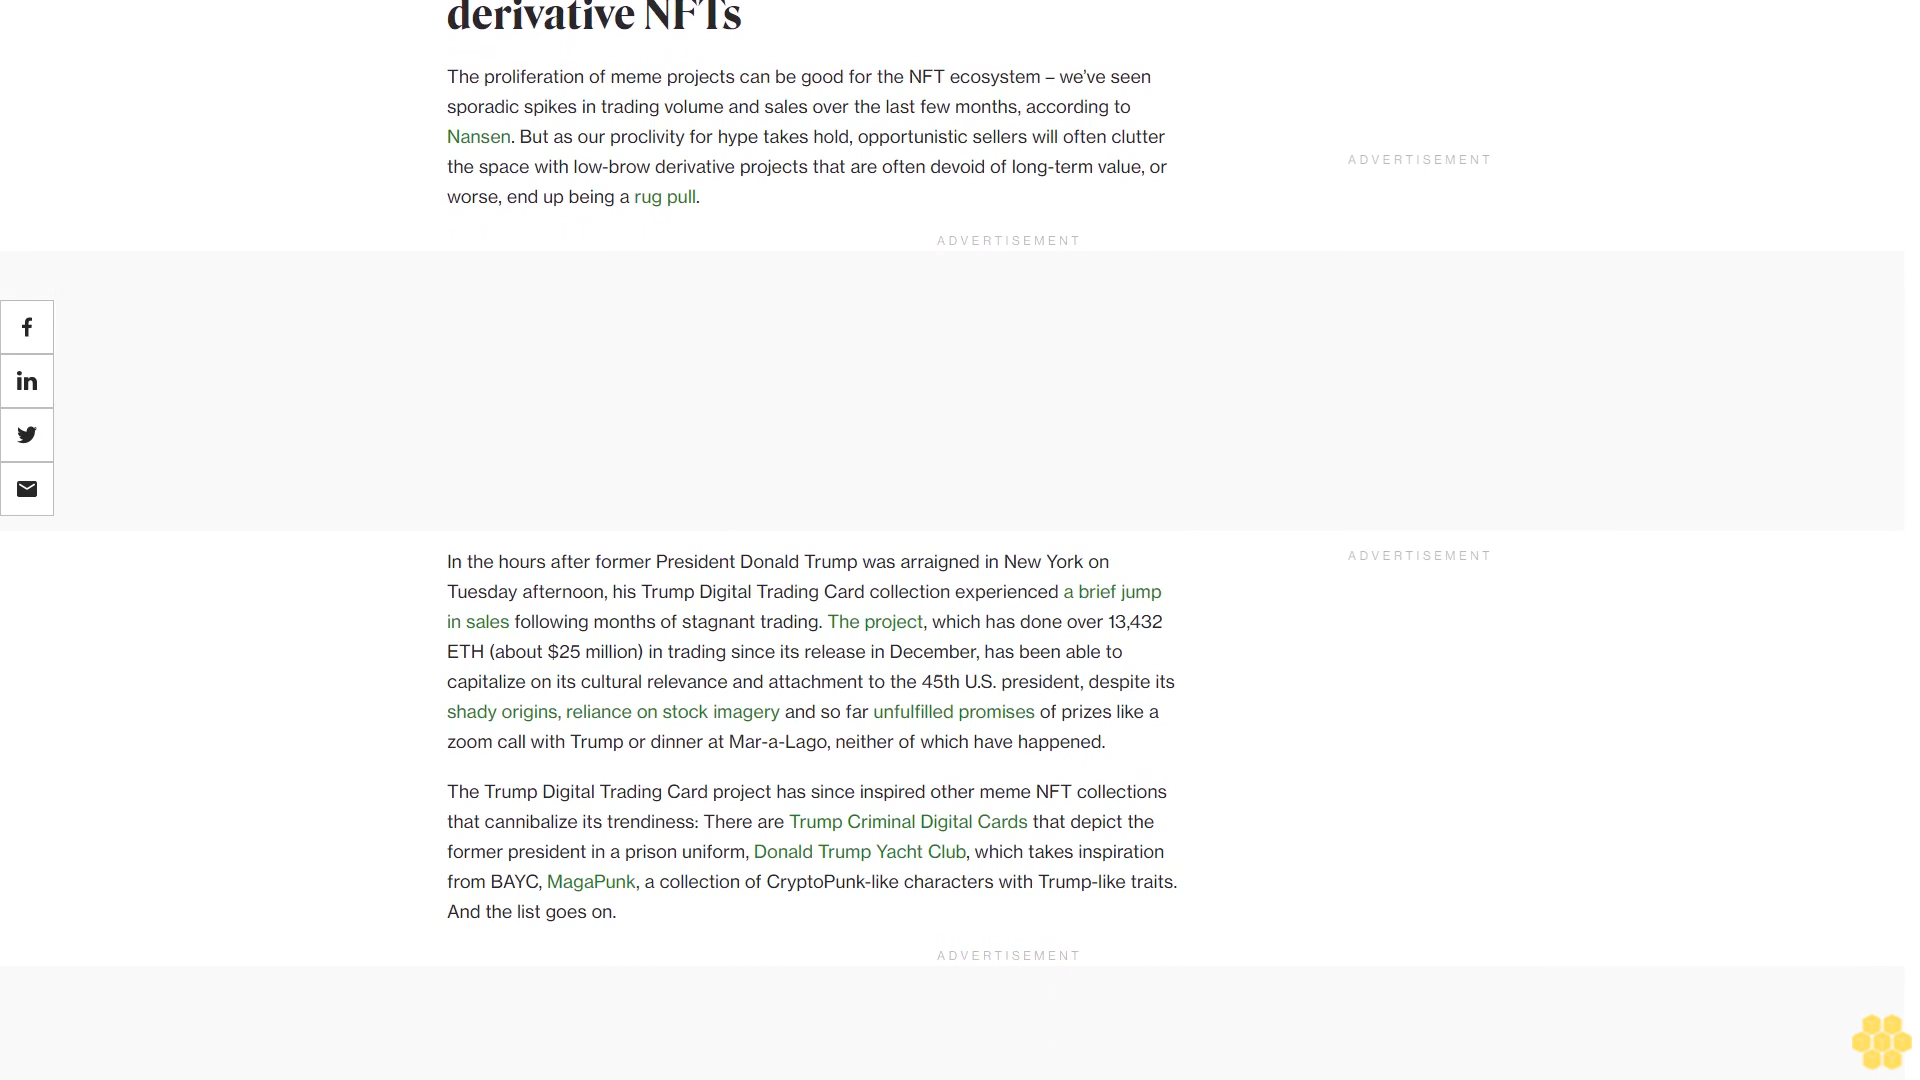 derivative NFTs
The proliferation of meme projects can be good for the NFT ecosystem – we’ve seen
sporadic spikes in trading volume and sales over the last few months, according to
Nansen. But as our proclivity for hype takes hold, opportunistic sellers will often clutter
the space with low-brow derivative projects that are often devoid of long-term value, or
worse, end up being a rug pull.
ADVERTISEMENT
ADVERTISEMENT
in
In the hours after former President Donald Trump was arraigned in New York on
Tuesday afternoon, his Trump Digital Trading Card collection experienced a brief jump
in sales following months of stagnant trading. The project, which has done over 13,432
ETH (about $25 million) in trading since its release in December, has been able to
capitalize on its cultural relevance and attachment to the 45th U.S. president, despite its
shady origins, reliance on stock imagery and so far unfulfilled promises of prizes like a
zoom call with Trump or dinner at Mar-a-Lago, neither of which have happened.
ADVERTISEMENT
The Trump Digital Trading Card project has since inspired other meme NFT collections
that cannibalize its trendiness: There are Trump Criminal Digital Cards that depict the
former president in a prison uniform, Donald Trump Yacht Club, which takes inspiration
from BAYC, MagaPunk, a collection of CryptoPunk-like characters with Trump-like traits.
And the list goes on.
ADVERTISEMENT